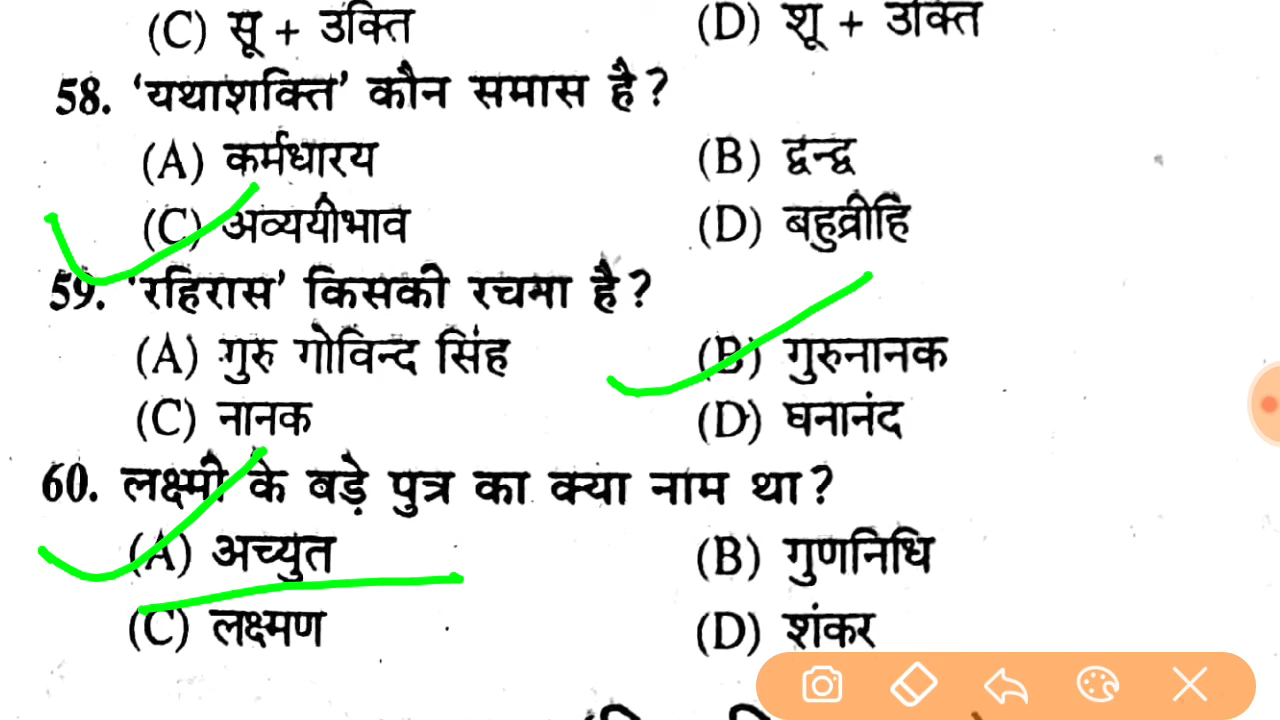 (C) सू + उक्ति (D) शू + उक्ति
58. ‘यथाशक्ति’ कौन समास है?
(A) कर्मधारय (B) द्वन्द्व
(C) अव्ययीभाव (D) बहुव्रीहि
59. ‘रहिरास’ किसकी रचना है?
(A) गुरु गोविन्द सिंह (B) गुरुनानक
(C) नानक (D) घनानंद
60. लक्ष्मी के बड़े पुत्र का क्या नाम था?
(A) अच्युत (B) गुणनिधि
(C) लक्ष्मण (D) शंकर